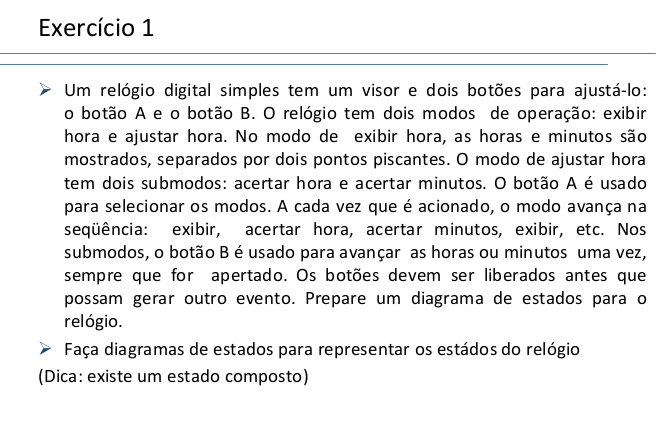 Exercício 1
Um relógio digital simples tem um visor e dois botões para ajustá-lo:
o botão A e o botão B. O relógio tem dois modos de operação: exibir
hora e ajustar hora. No modo de exibir hora, as horas e minutos são
mostrados, separados por dois pontos piscantes. O modo de ajustar hora
tem dois submodos: acertar hora e acertar minutos. O botão A é usado
para selecionar os modos. A cada vez que é acionado, o modo avança na
seqüência: exibir, acertar hora, acertar minutos, exibir, etc. Nos
submodos, o botão B é usado para avançar as horas ou minutos uma vez,
sempre que for apertado. Os botões devem ser liberados antes que
possam gerar outro evento. Prepare um diagrama de estados para o
relógio.
Faça diagramas de estados para representar os estádos do relógio
(Dica: existe um estado composto)